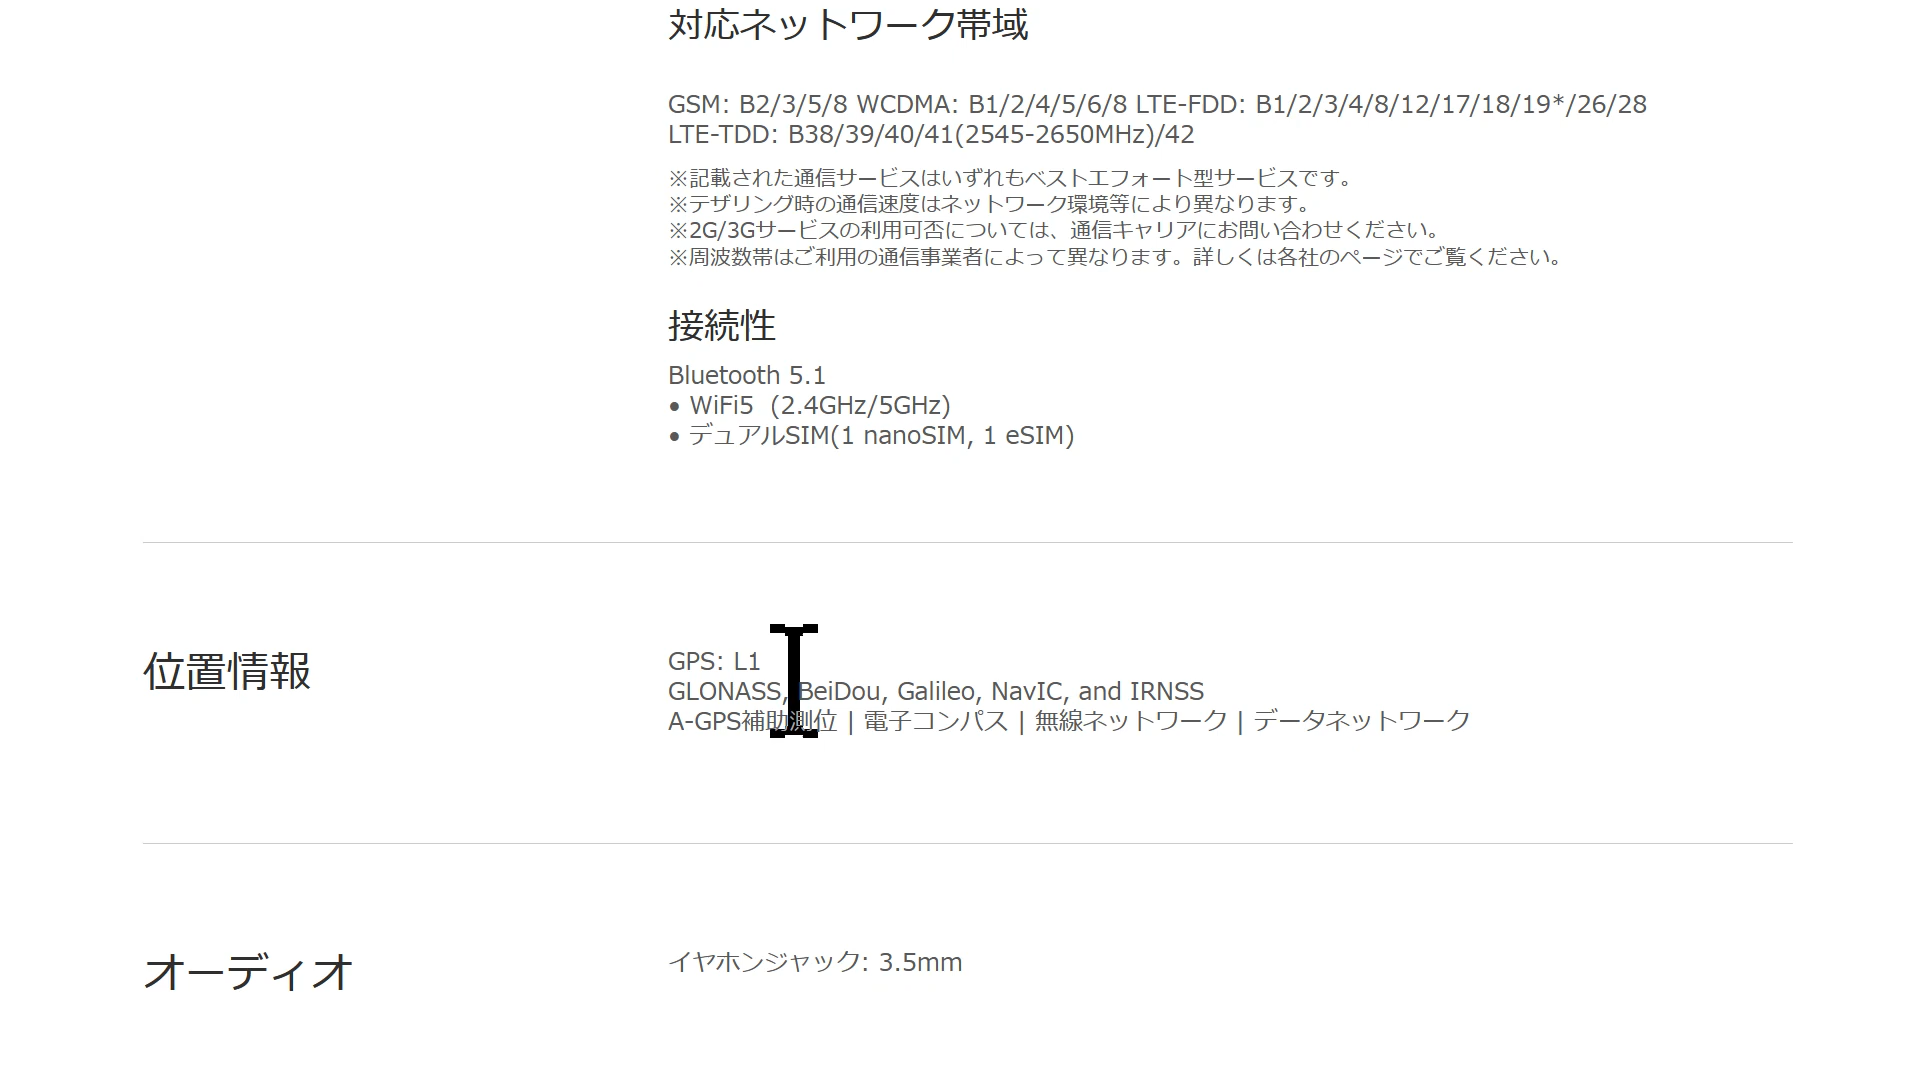 対応ネットワーク帯域
GSM: B2/3/5/8 WCDMA: B1/2/4/5/6/8 LTE-FDD: B1/2/3/4/8/12/17/18/19*/26/28
LTE-TDD: B38/39/40/41(2545-2650MHz)/42
※記載された通信サービスはいずれもベストエフォート型サービスです。
※テザリング時の通信速度はネットワーク環境等により異なります。
※2G/3Gサービスの利用可否については、通信キャリアにお問い合わせください。
※周波数帯はご利用の通信事業者によって異なります。詳しくは各社のページでご覧ください。
接続性
Bluetooth 5.1
• WiFi5  (2.4GHz/5GHz)
• デュアルSIM(1 nanoSIM, 1 eSIM)
位置情報
GPS: L1
GLONASS, BeiDou, Galileo, NavIC, and IRNSS
A-GPS補助測位 | 電子コンパス | 無線ネットワーク | データネットワーク
オーディオ
イヤホンジャック: 3.5mm